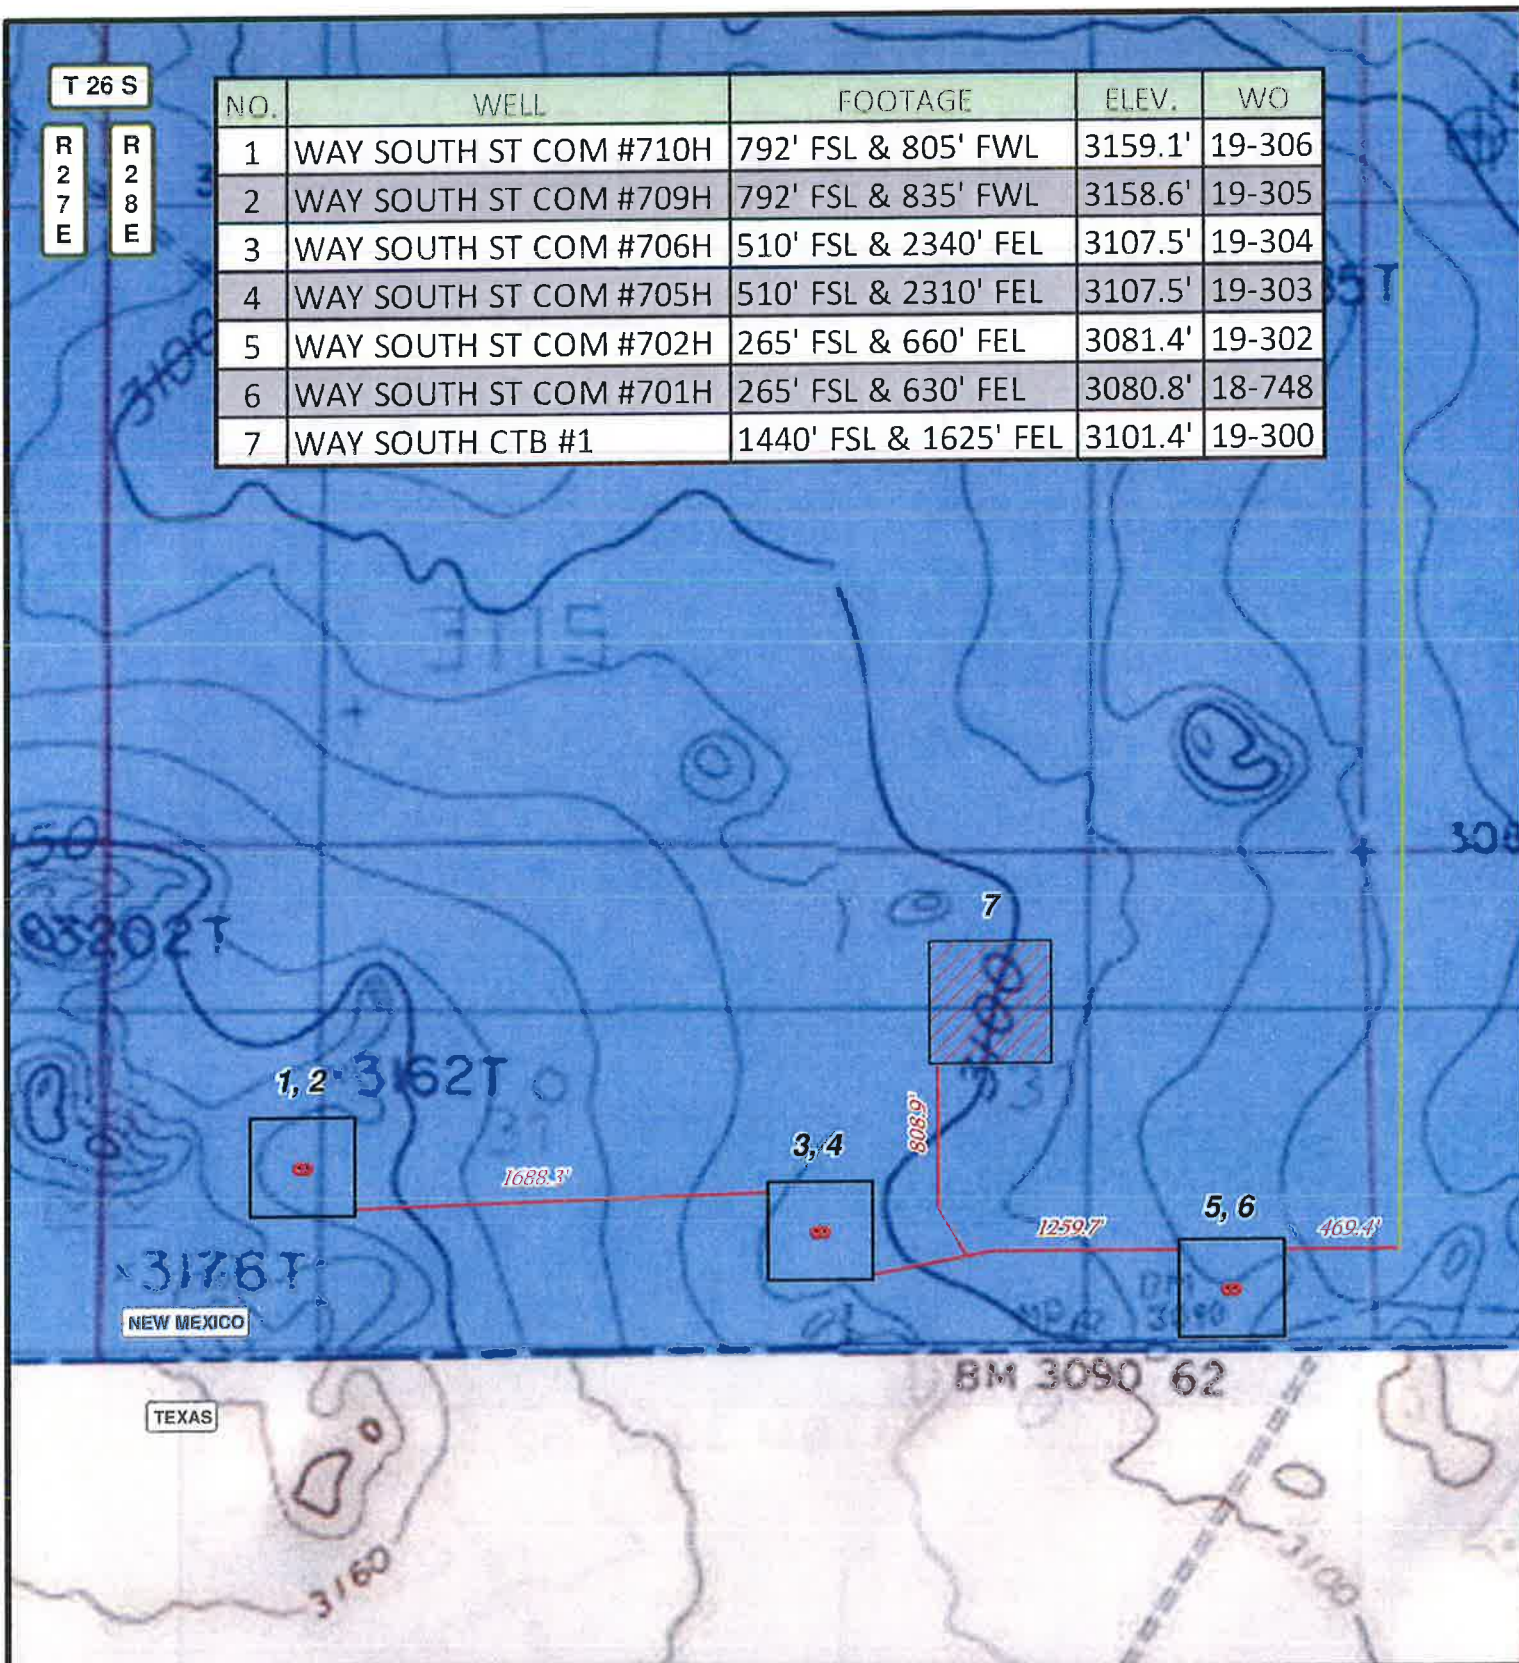 T 26 S
R 27 E
R 28 E
NO. WELL FOOTAGE ELEV. WO
1 WAY SOUTH ST COM #710H 792' FSL & 805' FWL 3159.1' 19-306
2 WAY SOUTH ST COM #709H 792' FSL & 835' FWL 3158.6' 19-305
3 WAY SOUTH ST COM #706H 510' FSL & 2340' FEL 3107.5' 19-304
4 WAY SOUTH ST COM #705H 510' FSL & 2310' FEL 3107.5' 19-303
5 WAY SOUTH ST COM #702H 265' FSL & 660' FEL 3081.4' 19-302
6 WAY SOUTH ST COM #701H 265' FSL & 630' FEL 3080.8' 18-748
7 WAY SOUTH CTB #1 1440' FSL & 1625' FEL 3101.4' 19-300
3100
7
3162T
1, 2
808.9'
3, 4
1688.3'
5, 6
1259.7'
469.4'
3176T
NEW MEXICO
BM 3090 62
TEXAS
3160
3100